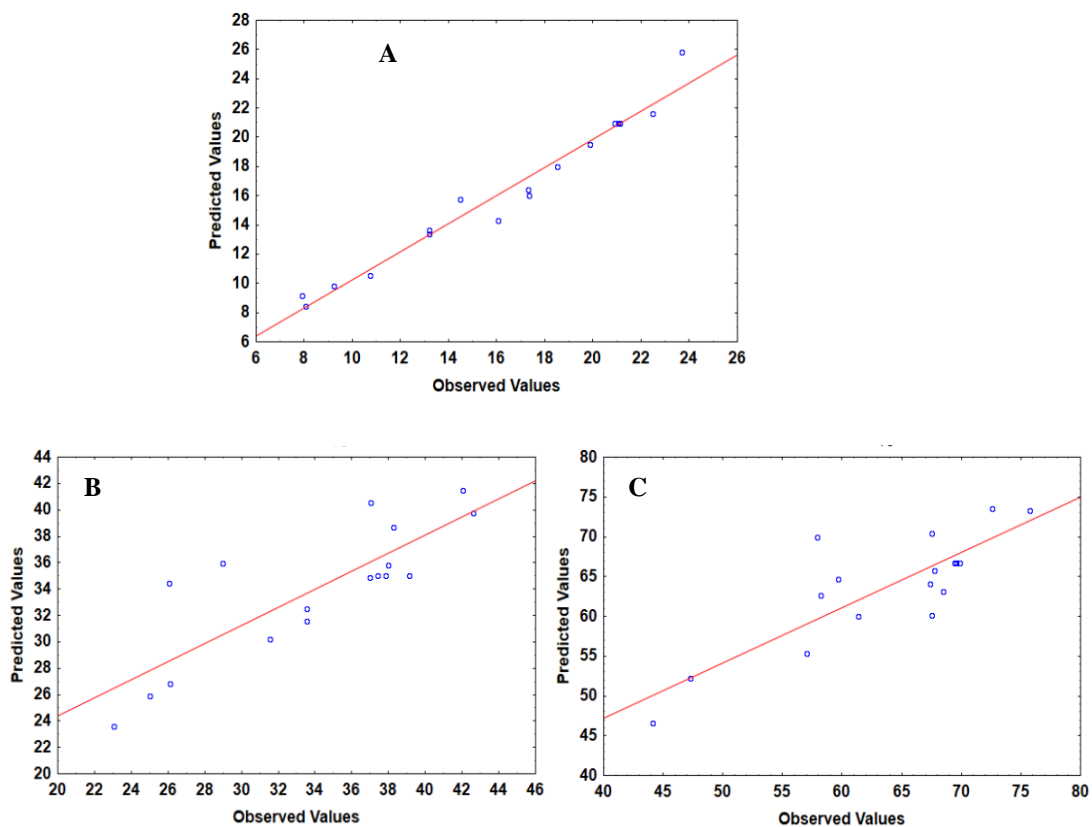 A
Predicted Values
28
26
24
22
20
18
16
14
12
10
8
6
6 8 10 12 14 16 18 20 22 24 26
Observed Values
B
Predicted Values
44
42
40
38
36
34
32
30
28
26
24
22
20
20 22 24 26 28 30 32 34 36 38 40 42 44 46
Observed Values
C
Predicted Values
80
75
70
65
60
55
50
45
40
40 45 50 55 60 65 70 75 80
Observed Values